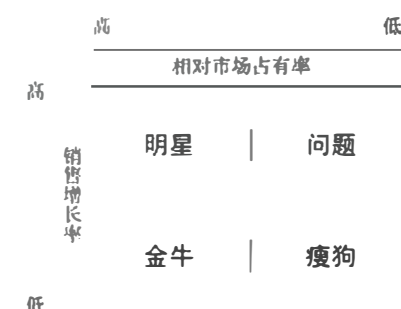 高 低
相对市场占有率
高
明星 问题
销售增长率
金牛 瘦狗
低